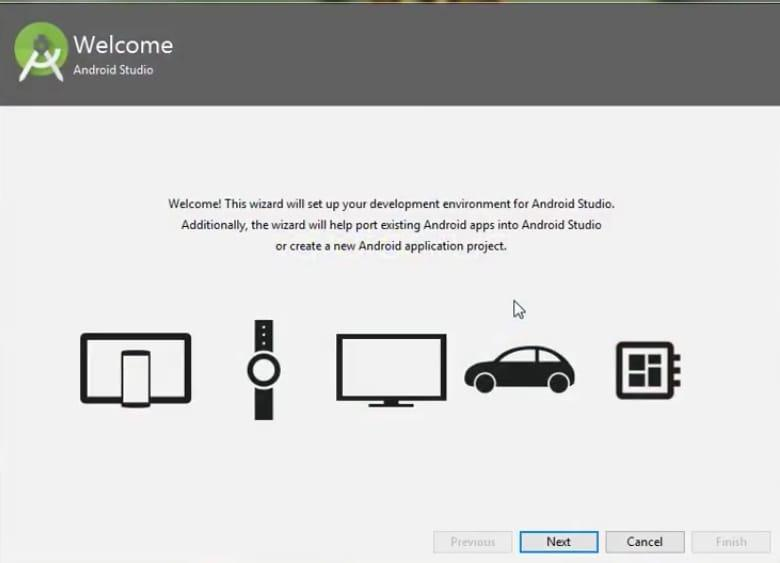 Welcome
Android Studio
Welcome! This wizard will set up your development environment for Android Studio.
Additionally, the wizard will help port existing Android apps into Android Studio
or create a new Android application project.
Previous Next Cancel Finish